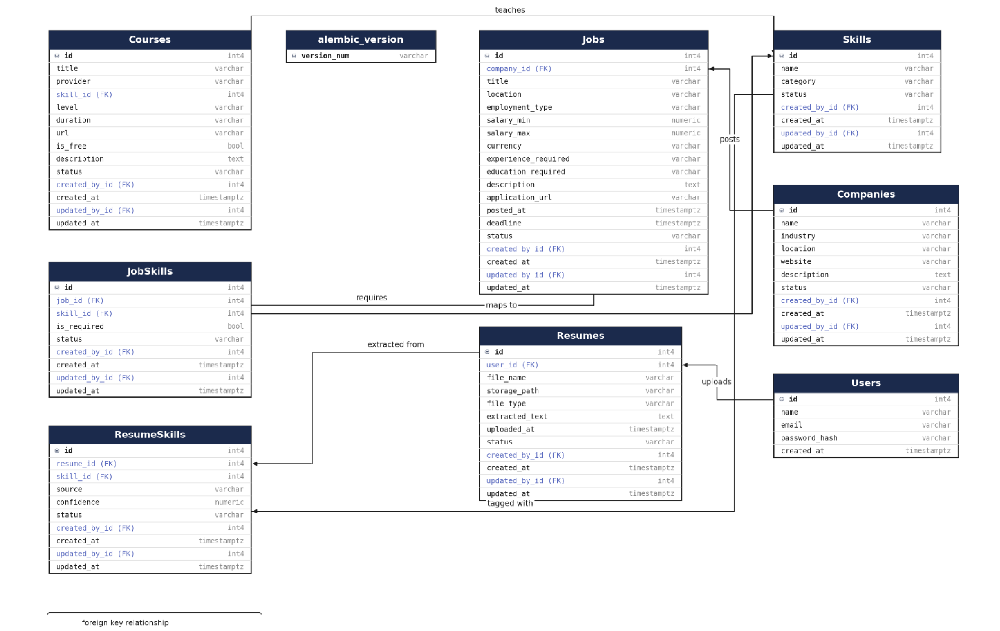 teaches
Courses
id int4
title varchar
provider varchar
skill_id (FK) int4
level varchar
duration varchar
url varchar
is_free bool
description text
status varchar
created_by_id (FK) int4
created_at timestamptz
updated_by_id (FK) int4
updated_at timestamptz
alembic_version
version_num varchar
Jobs
id int4
company_id (FK) int4
title varchar
location varchar
employment_type varchar
salary_min numeric
salary_max numeric
currency varchar
experience_required varchar
education_required varchar
description text
application_url varchar
posted_at timestamptz
deadline timestamptz
status varchar
created_by_id (FK) int4
created_at timestamptz
updated_by_id (FK) int4
updated_at timestamptz
posts
Skills
id int4
name varchar
category varchar
status varchar
created_by_id (FK) int4
created_at timestamptz
updated_by_id (FK) int4
updated_at timestamptz
Companies
id int4
name varchar
industry varchar
location varchar
website varchar
description text
status varchar
created_by_id (FK) int4
created_at timestamptz
updated_by_id (FK) int4
updated_at timestamptz
JobSkills
id int4
job_id (FK) int4
skill_id (FK) int4
is_required bool
status varchar
created_by_id (FK) int4
created_at timestamptz
updated_by_id (FK) int4
updated_at timestamptz
requires
maps to
extracted from
Resumes
id int4
user_id (FK) int4
file_name varchar
storage_path varchar
file_type varchar
extracted_text text
uploaded_at timestamptz
status varchar
created_by_id (FK) int4
created_at timestamptz
updated_by_id (FK) int4
updated_at timestamptz
tagged with
uploads
Users
id int4
name varchar
email varchar
password_hash varchar
created_at timestamptz
ResumeSkills
id int4
resume_id (FK) int4
skill_id (FK) int4
source varchar
confidence numeric
status varchar
created_by_id (FK) int4
created_at timestamptz
updated_by_id (FK) int4
updated_at timestamptz
foreign key relationship